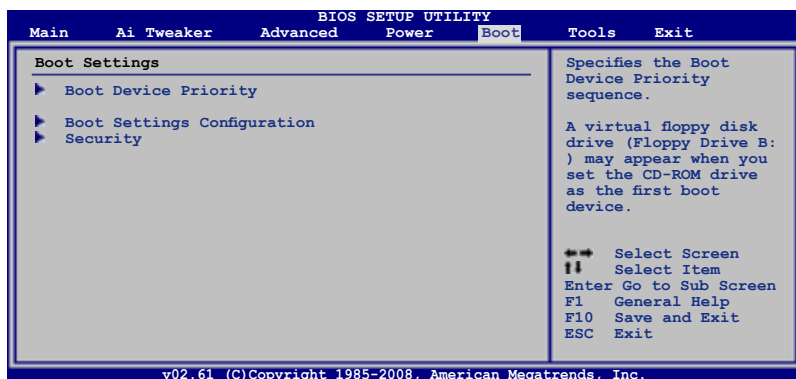 BIOS SETUP UTILITY
Main Ai Tweaker Advanced Power Boot Tools Exit
Boot Settings
Boot Device Priority
Boot Settings Configuration
Security
Specifies the Boot
Device Priority
sequence.
A virtual floppy disk
drive (Floppy Drive B:
) may appear when you
set the CD-ROM drive
as the first boot
device.
Select Screen
Select Item
Enter Go to Sub Screen
F1 General Help
F10 Save and Exit
ESC Exit
v02.61 (C)Copyright 1985-2008, American Megatrends, Inc.